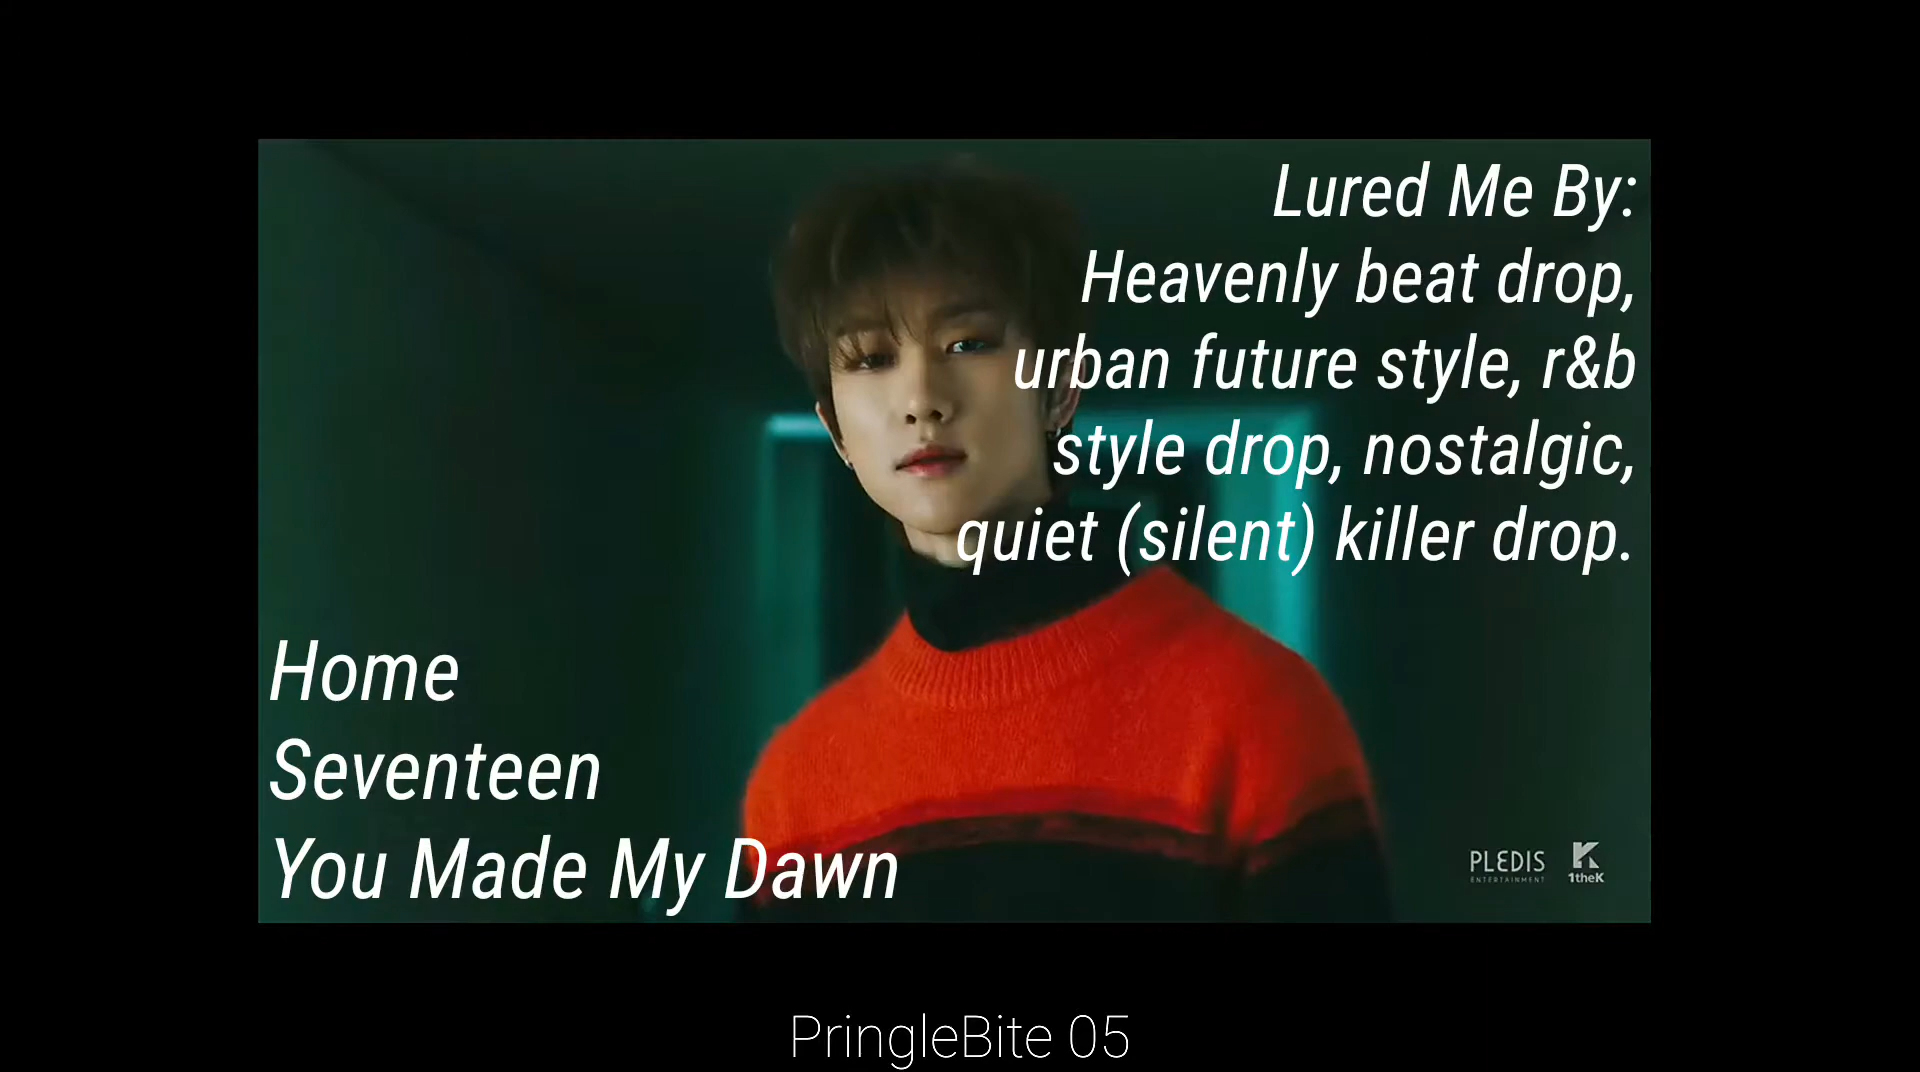 Lured Me By:
Heavenly beat drop,
urban future style, r&b
style drop, nostalgic,
quiet (silent) killer drop.
Home
Seventeen
You Made My Dawn
PLEDIS
ENTERTAINMENT
1theK
PringleBite 05